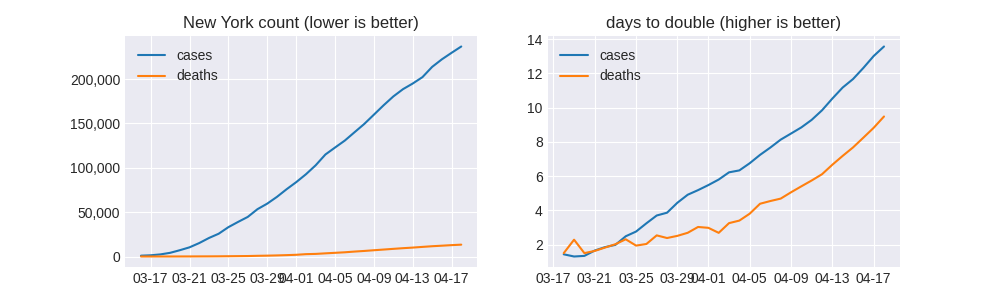 New York count (lower is better)
cases
deaths
200,000
150,000
100,000
50,000
0
03-17 03-21 03-25 03-29 04-01 04-05 04-09 04-13 04-17
days to double (higher is better)
cases
deaths
14
12
10
8
6
4
2
03-17 03-21 03-25 03-29 04-01 04-05 04-09 04-13 04-17